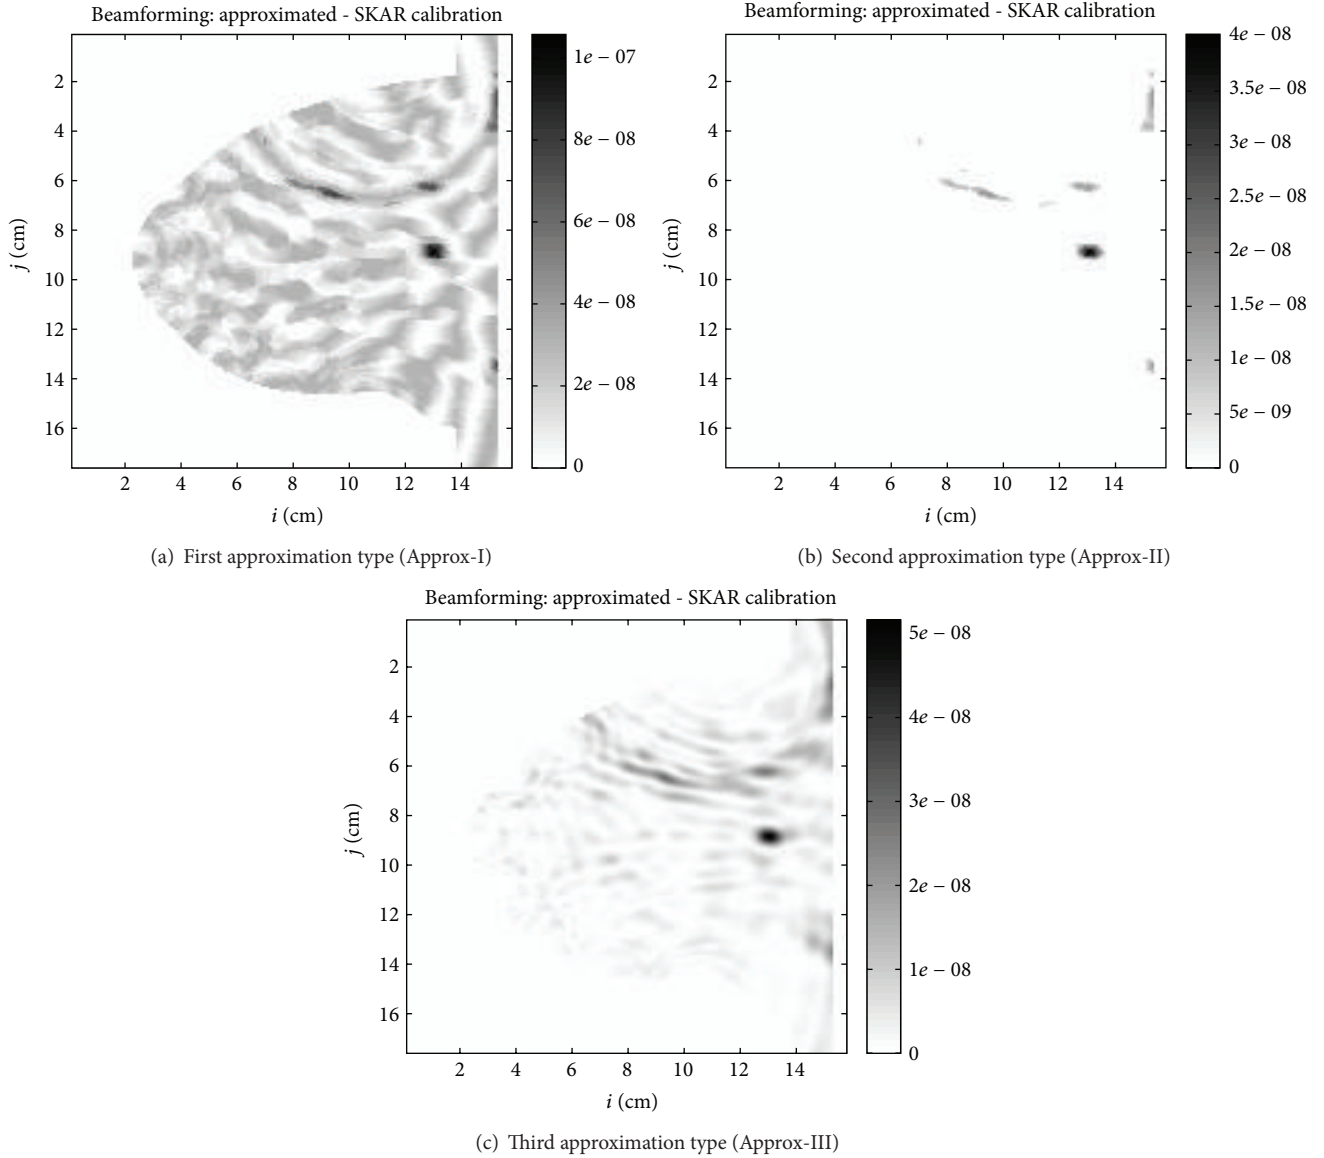 Beamforming: approximated - SKAR calibration
2
4
6
8
10
12
14
16
j (cm)
2 4 6 8 10 12 14
i (cm)
1e − 07
8e − 08
6e − 08
4e − 08
2e − 08
0
(a) First approximation type (Approx-I)
Beamforming: approximated - SKAR calibration
2
4
6
8
10
12
14
16
j (cm)
2 4 6 8 10 12 14
i (cm)
4e − 08
3.5e − 08
3e − 08
2.5e − 08
2e − 08
1.5e − 08
1e − 08
5e − 09
0
(b) Second approximation type (Approx-II)
Beamforming: approximated - SKAR calibration
2
4
6
8
10
12
14
16
j (cm)
2 4 6 8 10 12 14
i (cm)
5e − 08
4e − 08
3e − 08
2e − 08
1e − 08
0
(c) Third approximation type (Approx-III)